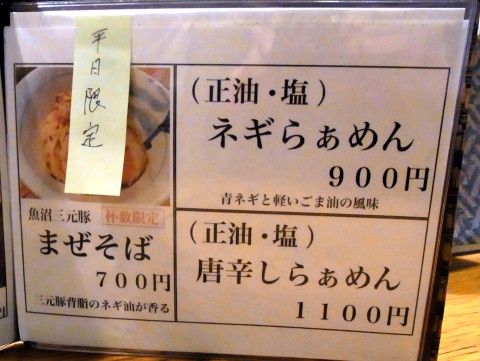 平日限定
魚沼三元豚 杯数限定
まぜそば
700円
三元豚背脂のネギ油が香る
(正油・塩)
ネギらぁめん
900円
青ネギと軽いごま油の風味
(正油・塩)
唐辛しらぁめん
1100円